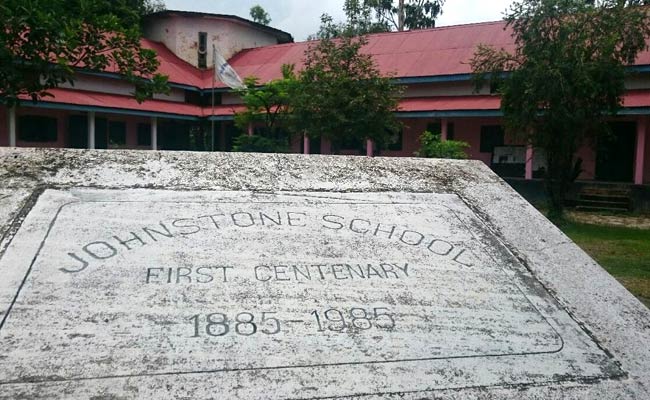 JOHNSTONE SCHOOL
FIRST CENTENARY
1885-1985